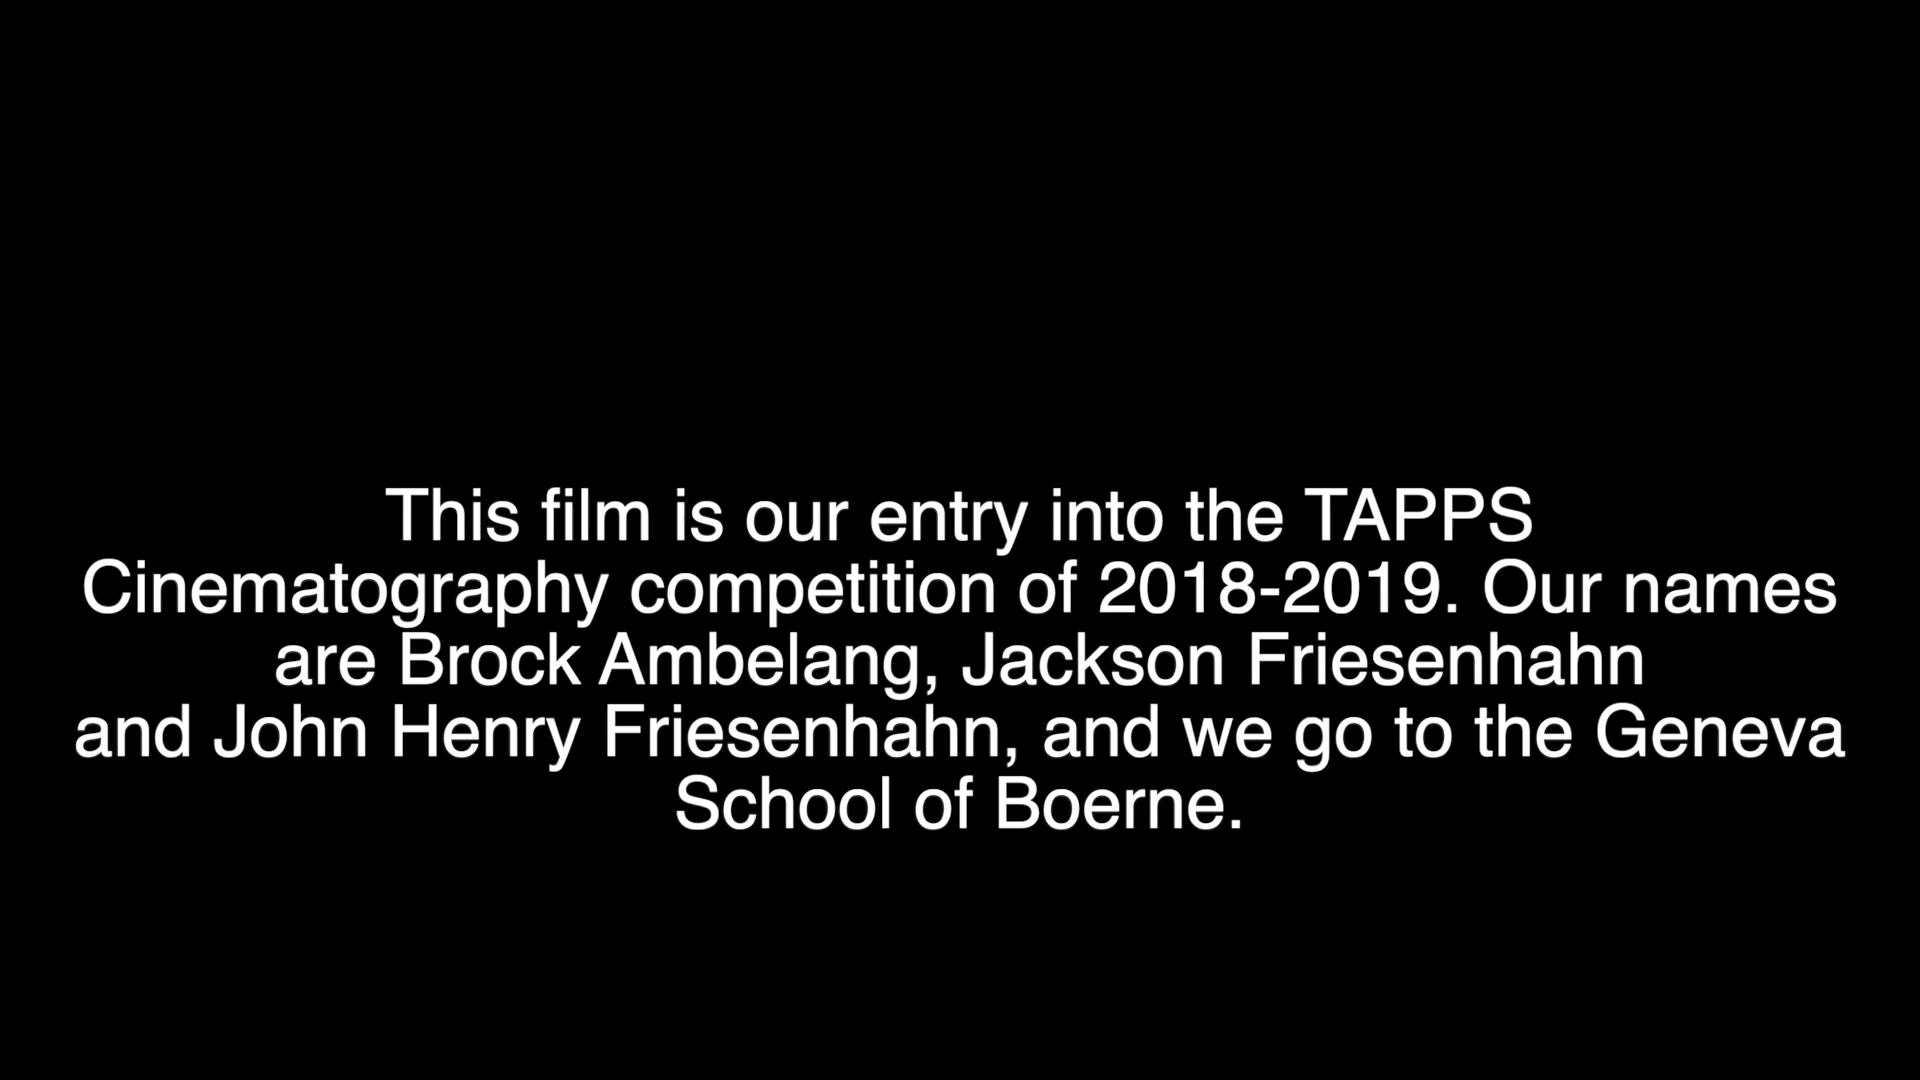 This film is our entry into the TAPPS
Cinematography competition of 2018-2019. Our names
are Brock Ambelang, Jackson Friesenhahn
and John Henry Friesenhahn, and we go to the Geneva
School of Boerne.